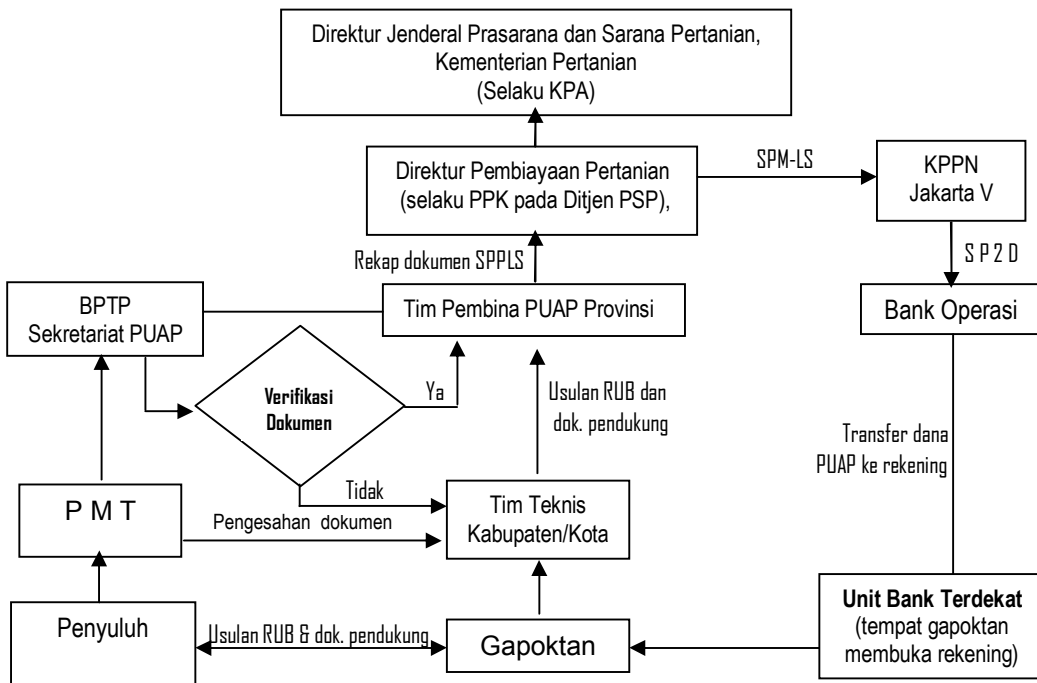 Direktur Jenderal Prasarana dan Sarana Pertanian,
Kementerian Pertanian
(Selaku KPA)
Direktur Pembiayaan Pertanian
(selaku PPK pada Ditjen PSP),
SPM-LS
KPPN
Jakarta V
Rekap dokumen SPPLS
S P 2 D
BPTP
Sekretariat PUAP
Tim Pembina PUAP Provinsi
Bank Operasi
Verifikasi
Dokumen
Ya
Usulan RUB dan
dok. pendukung
Transfer dana
PUAP ke rekening
Tidak
P M T
Pengesahan dokumen
Tim Teknis
Kabupaten/Kota
Penyuluh
Usulan RUB & dok. pendukung
Gapoktan
Unit Bank Terdekat
(tempat gapoktan
membuka rekening)